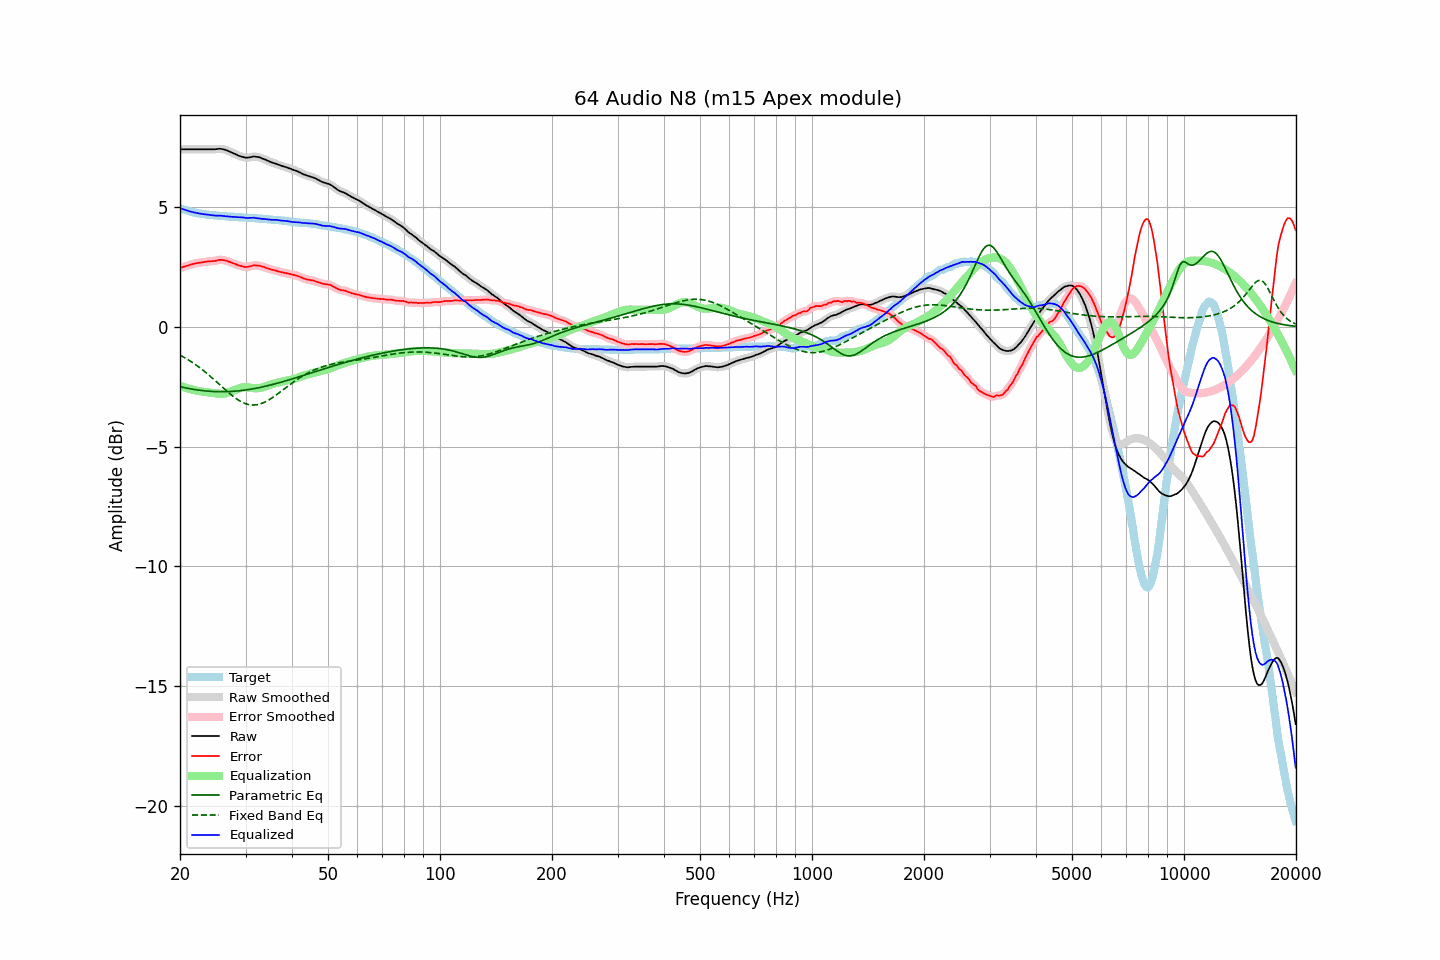 64 Audio N8 (m15 Apex module)
5
0
−5
−10
−15
−20
Amplitude (dBr)
Target
Raw Smoothed
Error Smoothed
Raw
Error
Equalization
Parametric Eq
Fixed Band Eq
Equalized
20 50 100 200 500 1000 2000 5000 10000 20000
Frequency (Hz)